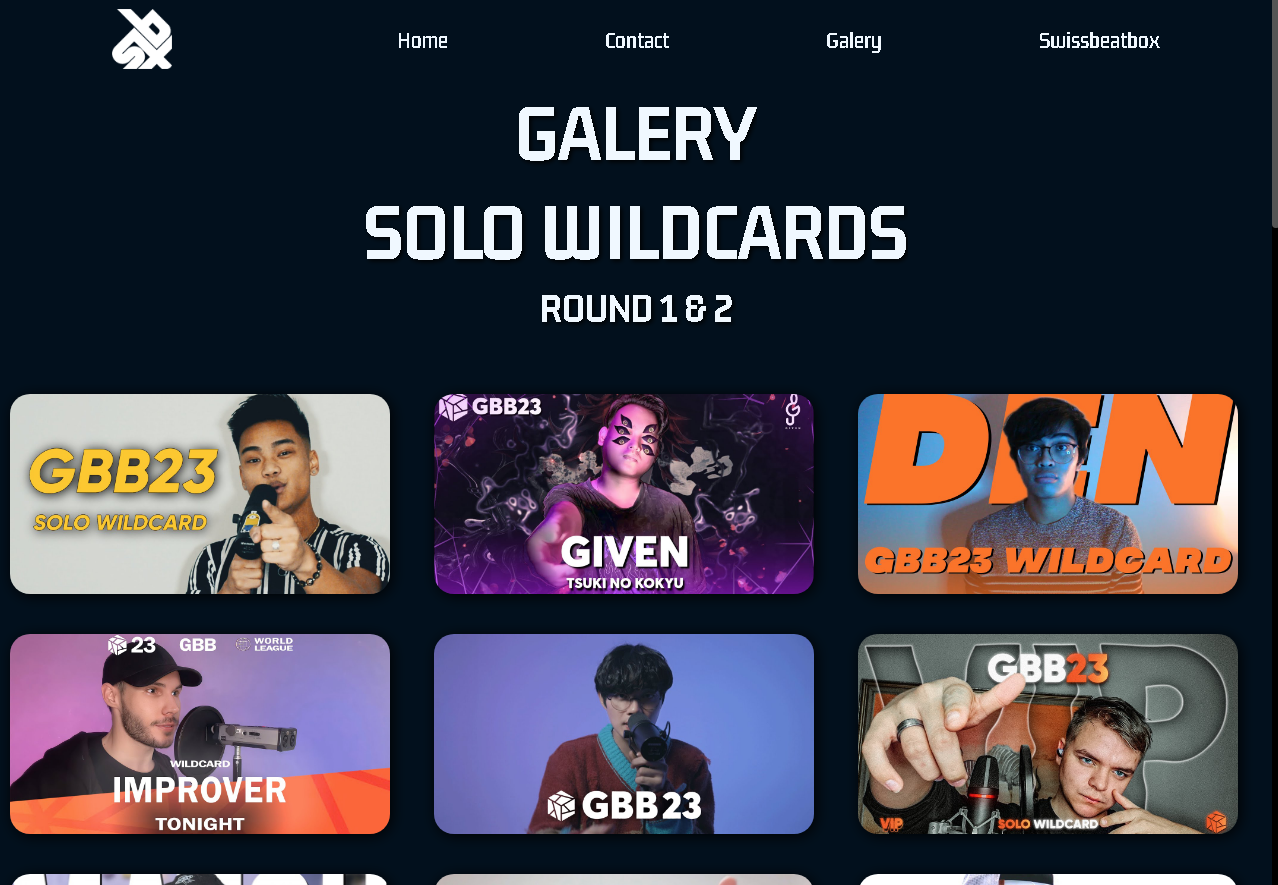 Home
Contact
Galery
Swissbeatbox
GALERY
SOLO WILDCARDS
ROUND 1 & 2
GBB23
SOLO WILDCARD
GBB23
GIVEN
TSUKI NO KOKYU
DEN
GBB23 WILDCARD
23
GBB
WORLD
LEAGUE
WILDCARD
IMPROVER
TONIGHT
GBB23
VIP
GBB23
VIP
SOLO WILDCARD